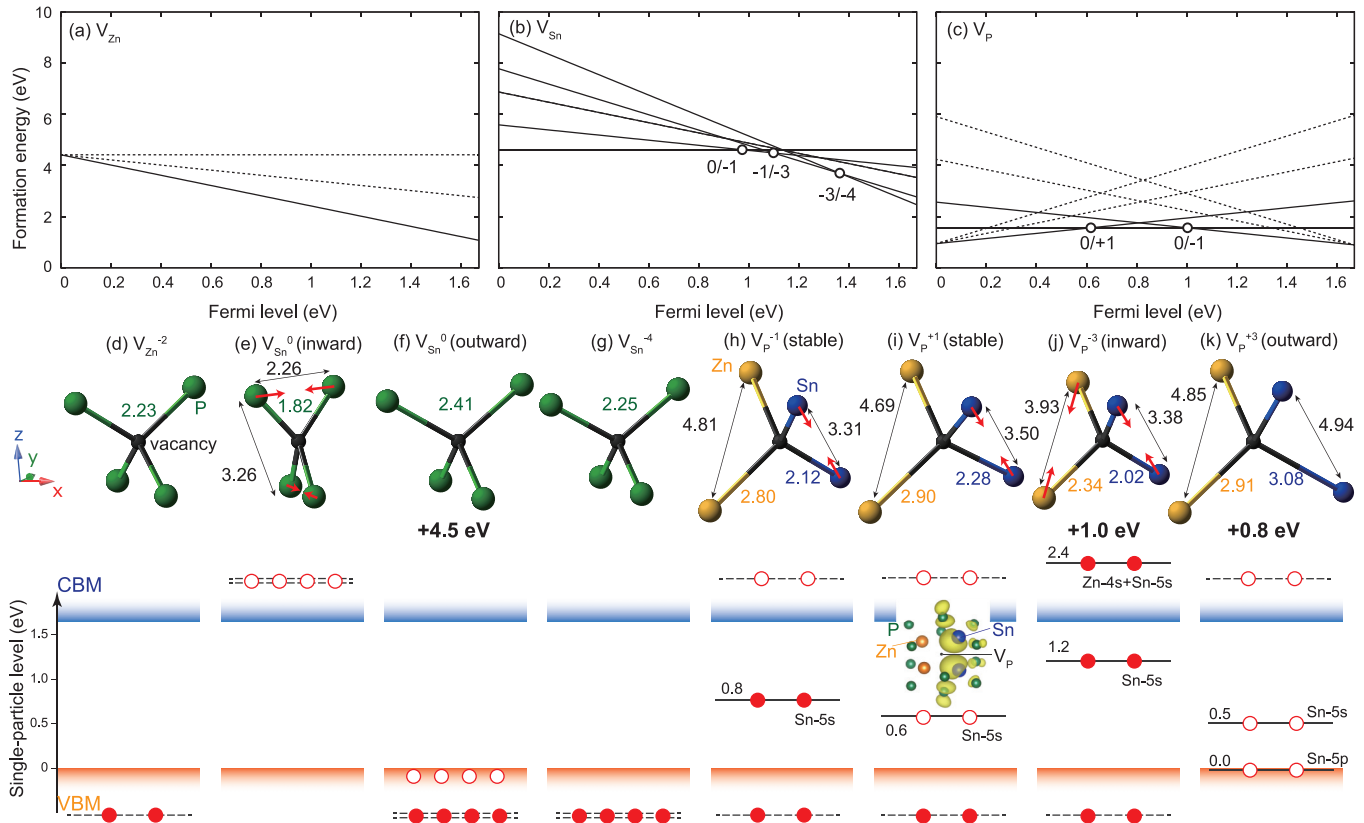 (a) V_Zn
(b) V_Sn
(c) V_P
Formation energy (eV)
10
8
6
4
2
0
0/-1
-1/-3
-3/-4
0/+1
0/-1
0 0.2 0.4 0.6 0.8 1 1.2 1.4 1.6
0 0.2 0.4 0.6 0.8 1 1.2 1.4 1.6
0 0.2 0.4 0.6 0.8 1 1.2 1.4 1.6
Fermi level (eV)
Fermi level (eV)
Fermi level (eV)
(d) V_Zn^-2
(e) V_Sn^0 (inward)
(f) V_Sn^0 (outward)
(g) V_Sn^-4
(h) V_P^-1 (stable)
(i) V_P^+1 (stable)
(j) V_P^-3 (inward)
(k) V_P^+3 (outward)
z
y
x
2.23
P
vacancy
2.26
1.82
3.26
2.41
+4.5 eV
2.25
Zn
Sn
4.81
3.31
2.12
2.80
4.69
3.50
2.28
2.90
3.93
3.38
2.02
2.34
+1.0 eV
4.85
4.94
3.08
2.91
+0.8 eV
Single-particle level (eV)
CBM
1.5
1.0
0.5
0
VBM
0.8
Sn-5s
P
Zn
Sn
V_P
0.6
Sn-5s
2.4
Zn-4s+Sn-5s
1.2
Sn-5s
0.5
Sn-5s
0.0
Sn-5p